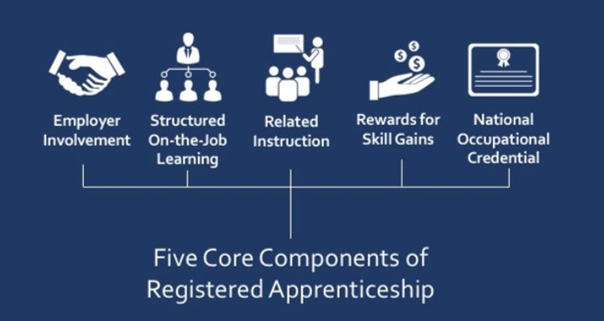 Employer
Involvement
Structured
On-the-Job
Learning
Related
Instruction
Rewards for
Skill Gains
National
Occupational
Credential
Five Core Components of
Registered Apprenticeship